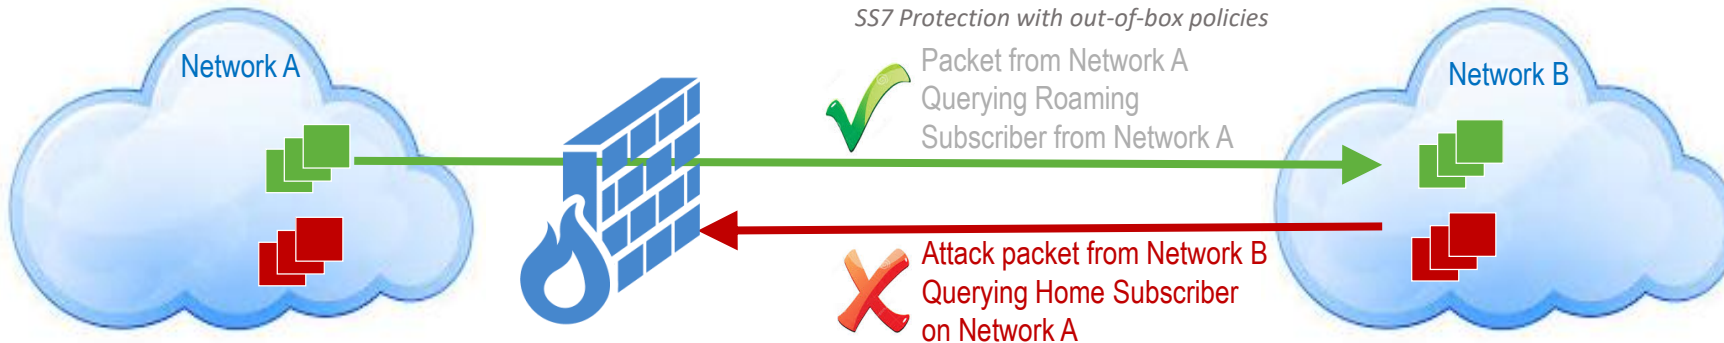 SS7 Protection with out-of-box policies
Network A
Packet from Network A
Querying Roaming
Subscriber from Network A
Network B
Attack packet from Network B
Querying Home Subscriber
on Network A